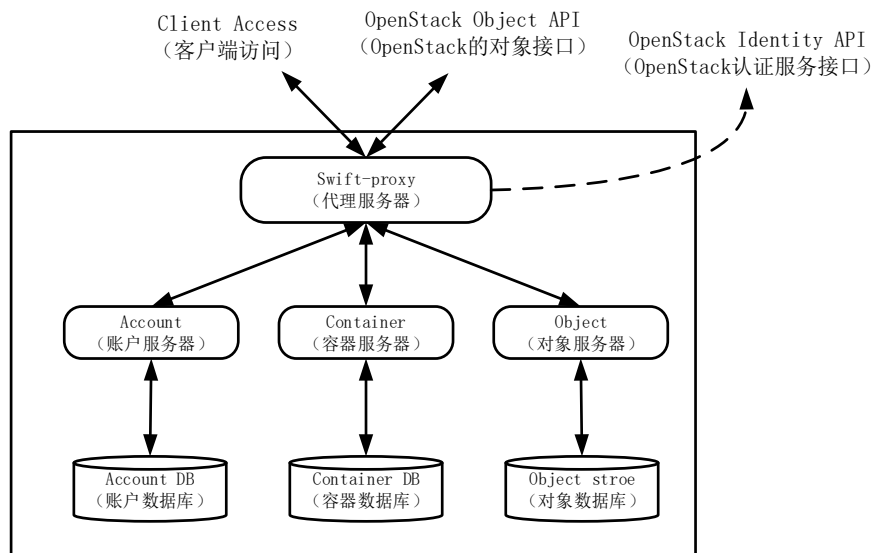 Client Access
（客户端访问）
OpenStack Object API
（OpenStack的对象接口）
OpenStack Identity API
（OpenStack认证服务接口）
Swift-proxy
（代理服务器）
Account
（账户服务器）
Container
（容器服务器）
Object
（对象服务器）
Account DB
（账户数据库）
Container DB
（容器数据库）
Object stroe
（对象数据库）